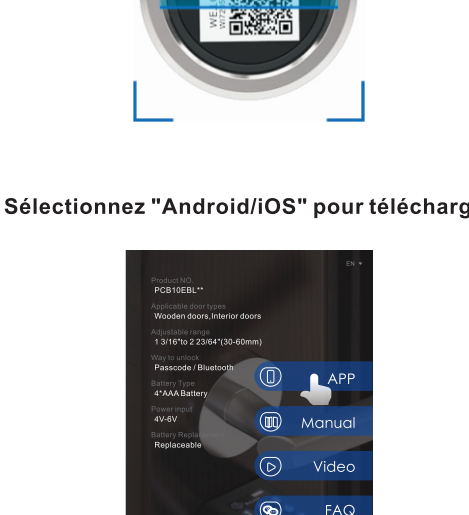 WE
Sélectionnez "Android/iOS" pour télécharg
EN
Product NO.
PCB10EBL**
Applicable door types
Wooden doors,Interior doors
Adjustable range
1 3/16"to 2 23/64"(30-60mm)
Way to unlock
Passcode / Bluetooth
APP
Battery Type
4*AAA Battery
Power input
4V-6V
Manual
Battery Replacement
Replaceable
Video
FAQ